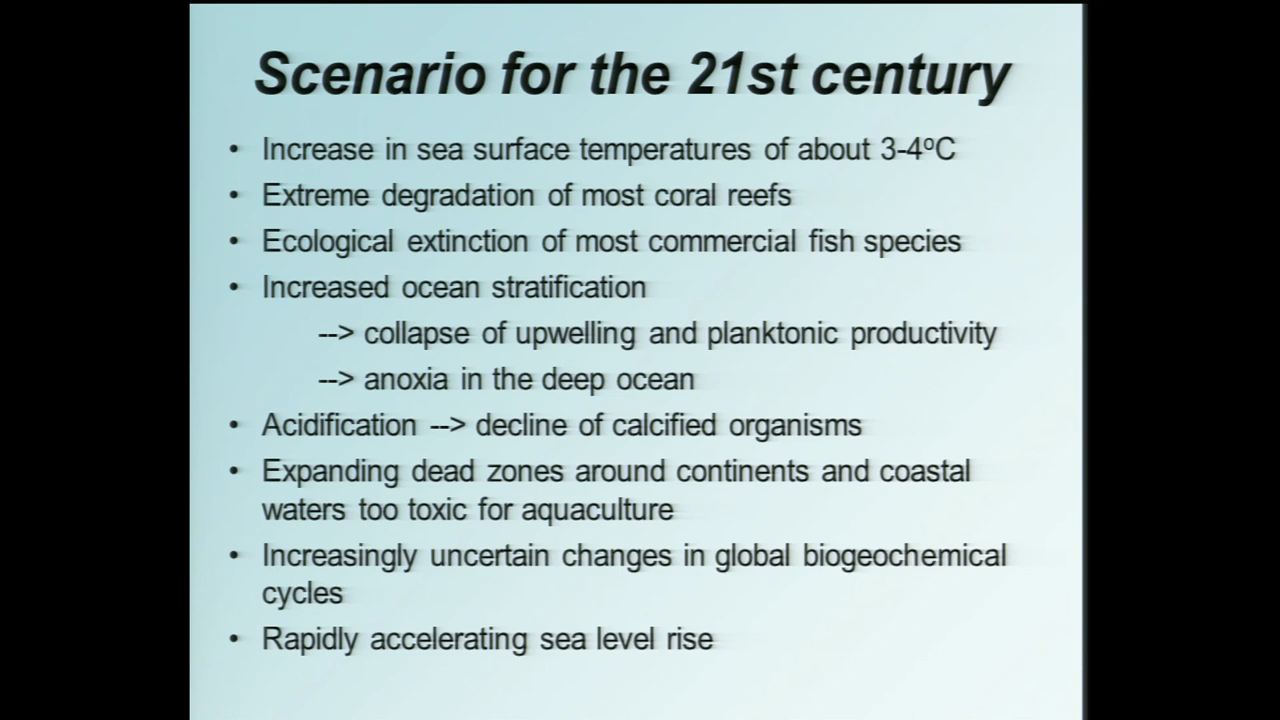 Scenario for the 21st century
• Increase in sea surface temperatures of about 3-4ºC
• Extreme degradation of most coral reefs
• Ecological extinction of most commercial fish species
• Increased ocean stratification
--> collapse of upwelling and planktonic productivity
--> anoxia in the deep ocean
• Acidification --> decline of calcified organisms
• Expanding dead zones around continents and coastal
waters too toxic for aquaculture
• Increasingly uncertain changes in global biogeochemical
cycles
• Rapidly accelerating sea level rise